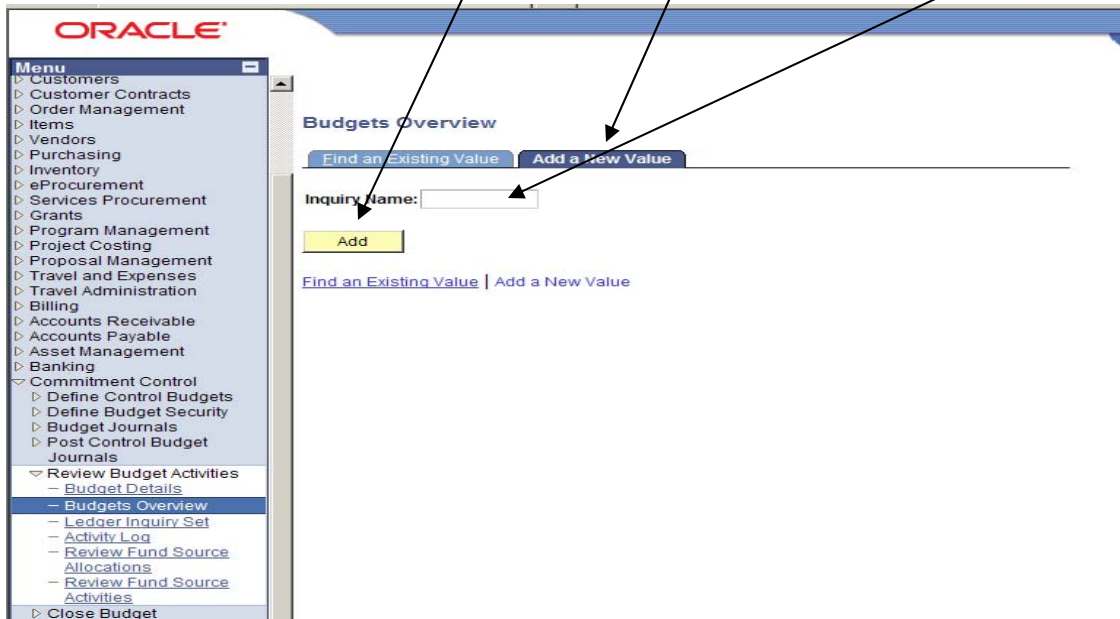 ORACLE
Menu
Customers
Customer Contracts
Order Management
Items
Vendors
Purchasing
Inventory
eProcurement
Services Procurement
Grants
Program Management
Project Costing
Proposal Management
Travel and Expenses
Travel Administration
Billing
Accounts Receivable
Accounts Payable
Asset Management
Banking
Commitment Control
Define Control Budgets
Define Budget Security
Budget Journals
Post Control Budget
Journals
Review Budget Activities
– Budget Details
– Budgets Overview
– Ledger Inquiry Set
– Activity Log
– Review Fund Source
Allocations
– Review Fund Source
Activities
Close Budget
Budgets Overview
Find an Existing Value
Add a New Value
Inquiry Name:
Add
Find an Existing Value | Add a New Value